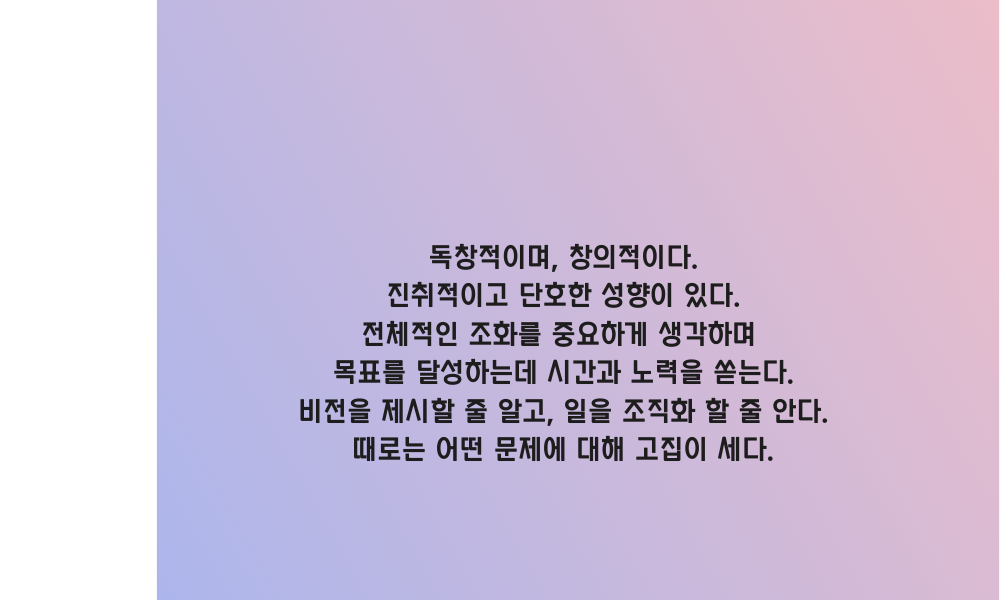 독창적이며, 창의적이다.
진취적이고 단호한 성향이 있다.
전체적인 조화를 중요하게 생각하며
목표를 달성하는데 시간과 노력을 쏟는다.
비전을 제시할 줄 알고, 일을 조직화 할 줄 안다.
때로는 어떤 문제에 대해 고집이 세다.